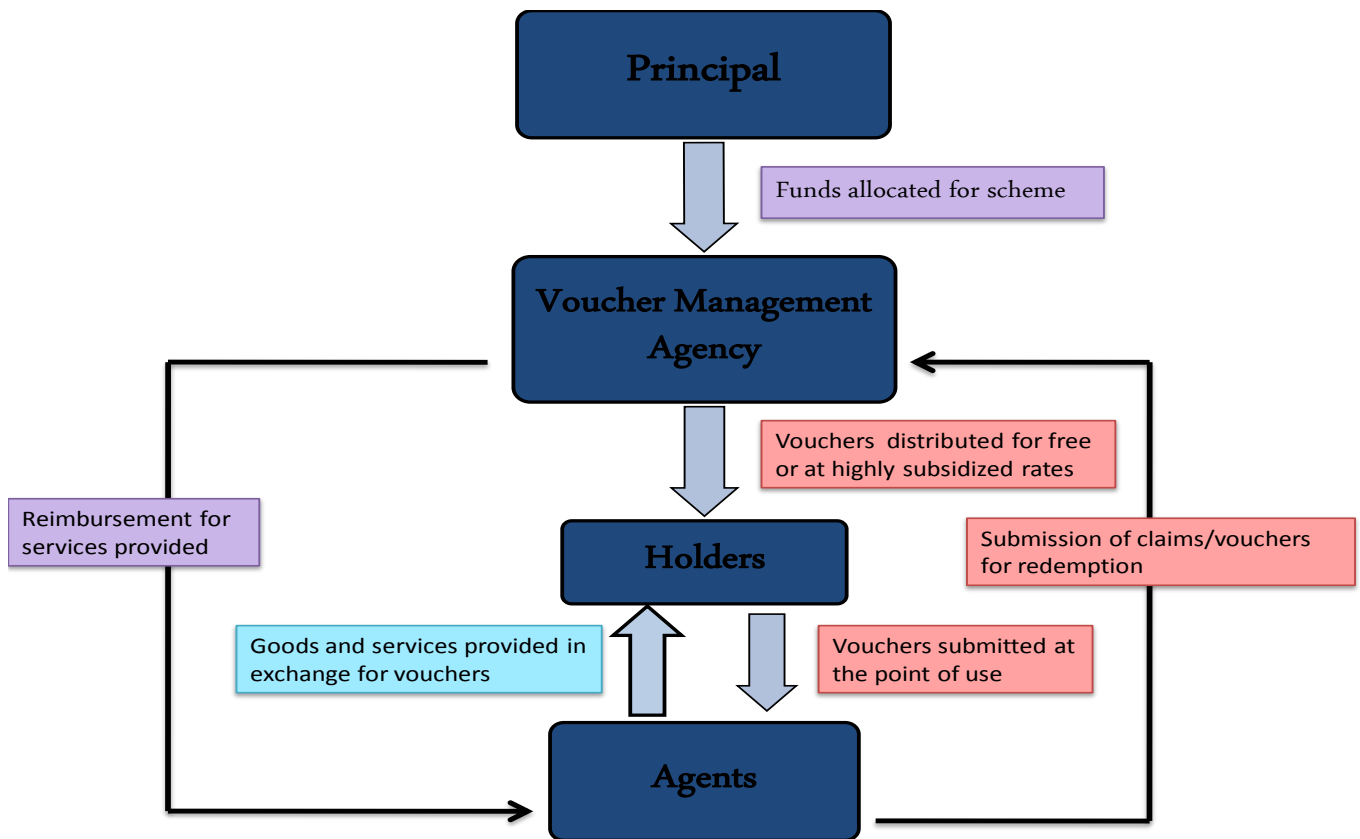 Principal
Funds allocated for scheme
Voucher Management
Agency
Vouchers distributed for free
or at highly subsidized rates
Reimbursement for
services provided
Holders
Submission of claims/vouchers
for redemption
Goods and services provided in
exchange for vouchers
Vouchers submitted at
the point of use
Agents